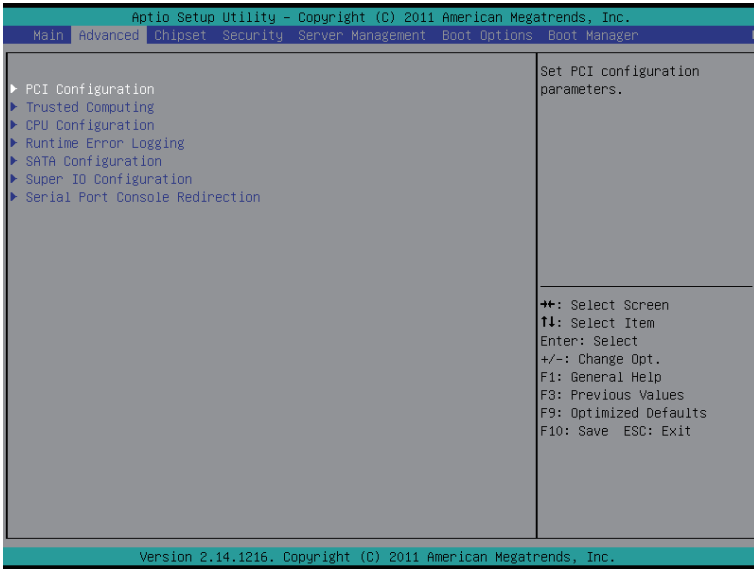 Aptio Setup Utility – Copyright (C) 2011 American Megatrends, Inc.
Main Advanced Chipset Security Server Management Boot Options Boot Manager
▶ PCI Configuration
▶ Trusted Computing
▶ CPU Configuration
▶ Runtime Error Logging
▶ SATA Configuration
▶ Super IO Configuration
▶ Serial Port Console Redirection
Set PCI configuration
parameters.
→←: Select Screen
↑↓: Select Item
Enter: Select
+/-: Change Opt.
F1: General Help
F3: Previous Values
F9: Optimized Defaults
F10: Save ESC: Exit
Version 2.14.1216. Copyright (C) 2011 American Megatrends, Inc.